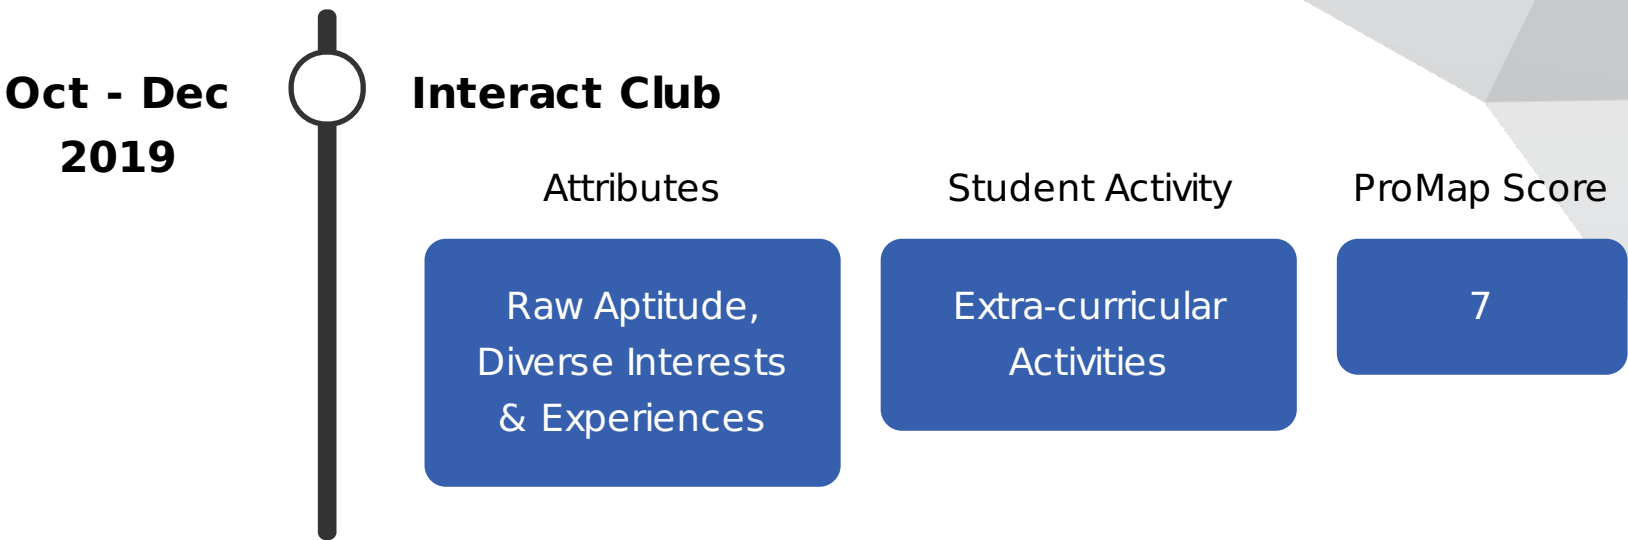 Oct - Dec
2019
Interact Club
Attributes
Student Activity
ProMap Score
Raw Aptitude,
Diverse Interests
& Experiences
Extra-curricular
Activities
7